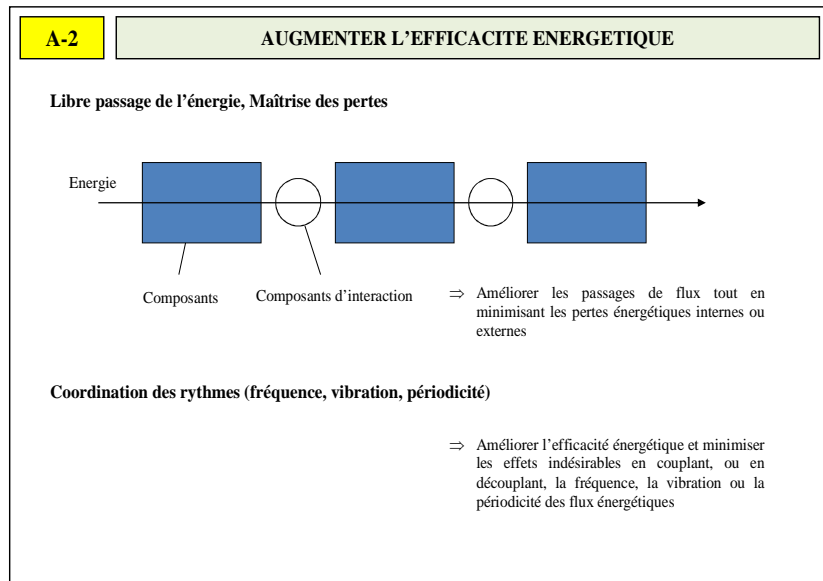 A-2
AUGMENTER L’EFFICACITE ENERGETIQUE
Libre passage de l’énergie, Maîtrise des pertes
Energie
Composants
Composants d’interaction
⇒ Améliorer les passages de flux tout en
minimisant les pertes énergétiques internes ou
externes
Coordination des rythmes (fréquence, vibration, périodicité)
⇒ Améliorer l’efficacité énergétique et minimiser
les effets indésirables en couplant, ou en
découplant, la fréquence, la vibration ou la
périodicité des flux énergétiques